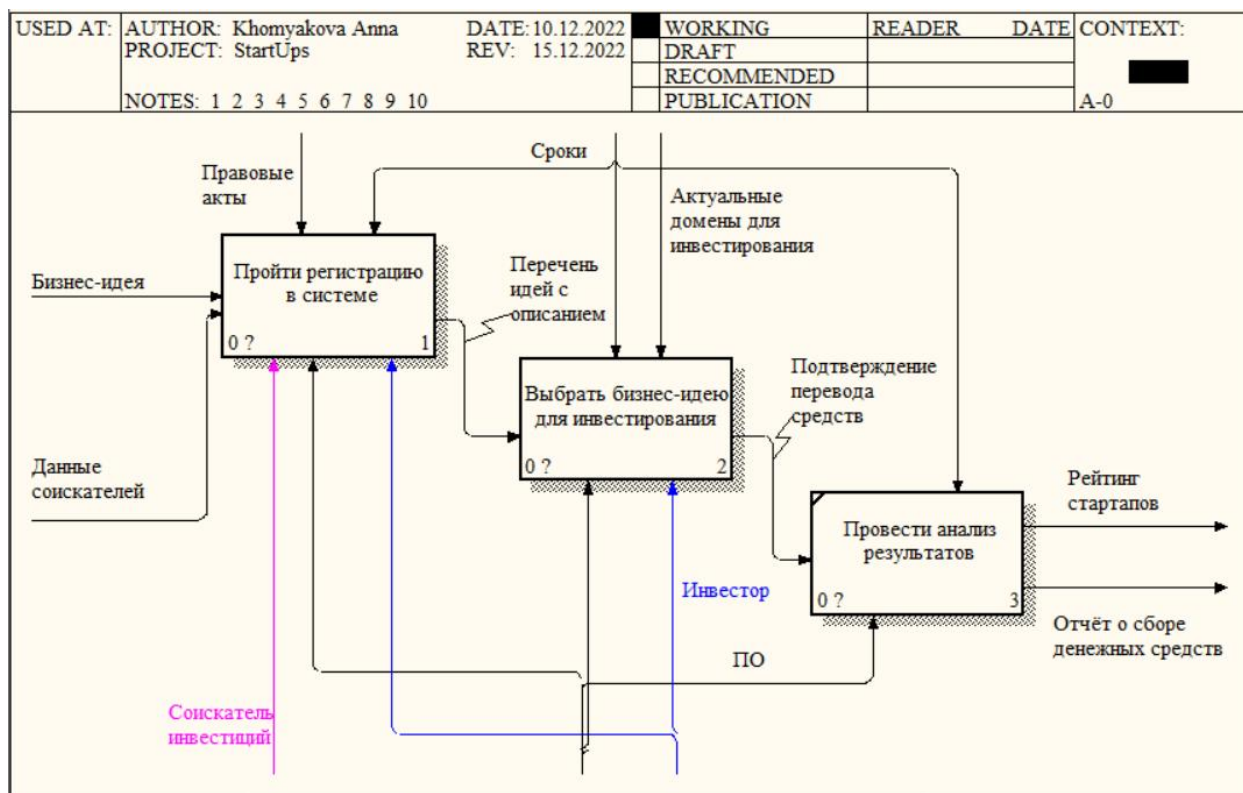 USED AT:
AUTHOR: Khomyakova Anna
DATE: 10.12.2022
PROJECT: StartUps
REV: 15.12.2022
NOTES: 1 2 3 4 5 6 7 8 9 10
WORKING
DRAFT
RECOMMENDED
PUBLICATION
READER
DATE
CONTEXT:
A-0
Правовые
акты
Сроки
Актуальные
домены для
инвестирования
Бизнес-идея
Пройти регистрацию
в системе
0 ?
1
Перечень
идей с
описанием
Выбрать бизнес-идею
для инвестирования
0 ?
2
Подтверждение
перевода
средств
Данные
соискателей
Провести анализ
результатов
0 ?
3
Рейтинг
стартапов
Инвестор
Отчёт о сборе
денежных средств
ПО
Соискатель
инвестиций